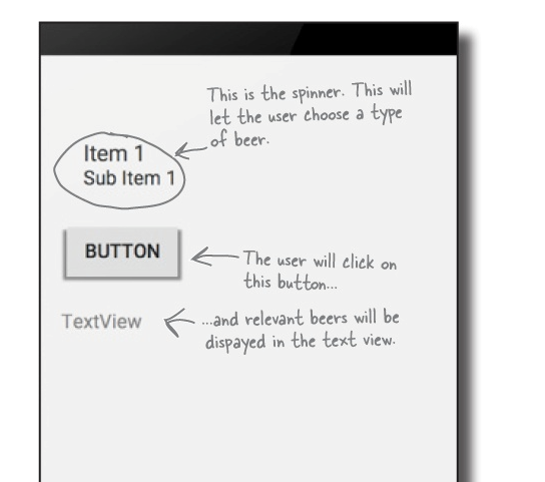 This is the spinner. This will
let the user choose a type
of beer.
Item 1
Sub Item 1
BUTTON
The user will click on
this button...
TextView
...and relevant beers will be
dispayed in the text view.